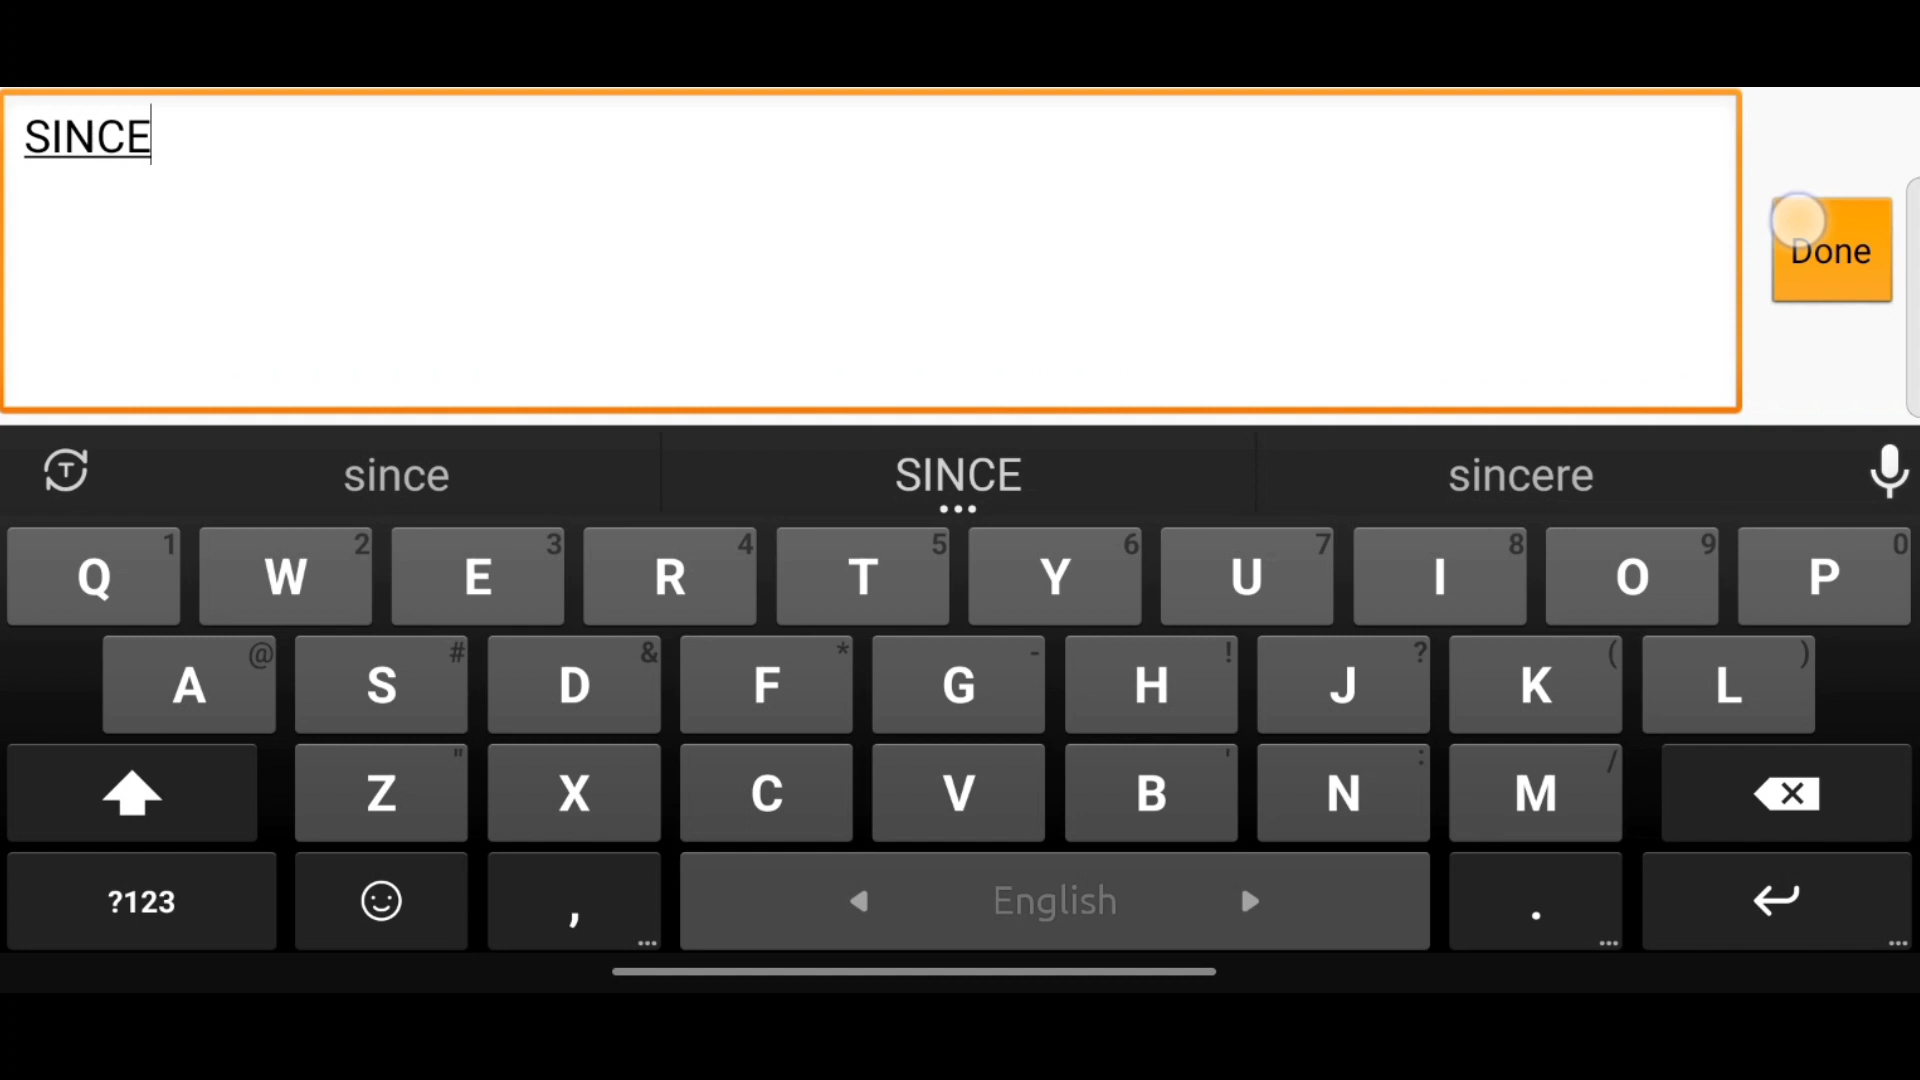 SINCE
Done
since SINCE sincere
Q 1 W 2 E 3 R 4 T 5 Y 6 U 7 I 8 O 9 P 0
A @ S # D & F * G - H ! J ? K ( L )
Z " X C V B ' N : M /
?123 , English .